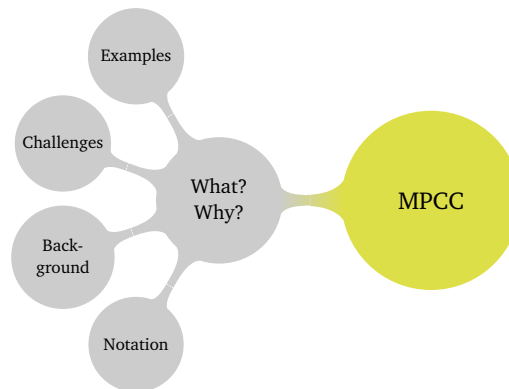 Examples
Challenges
What?
Why?
MPCC
Back-
ground
Notation